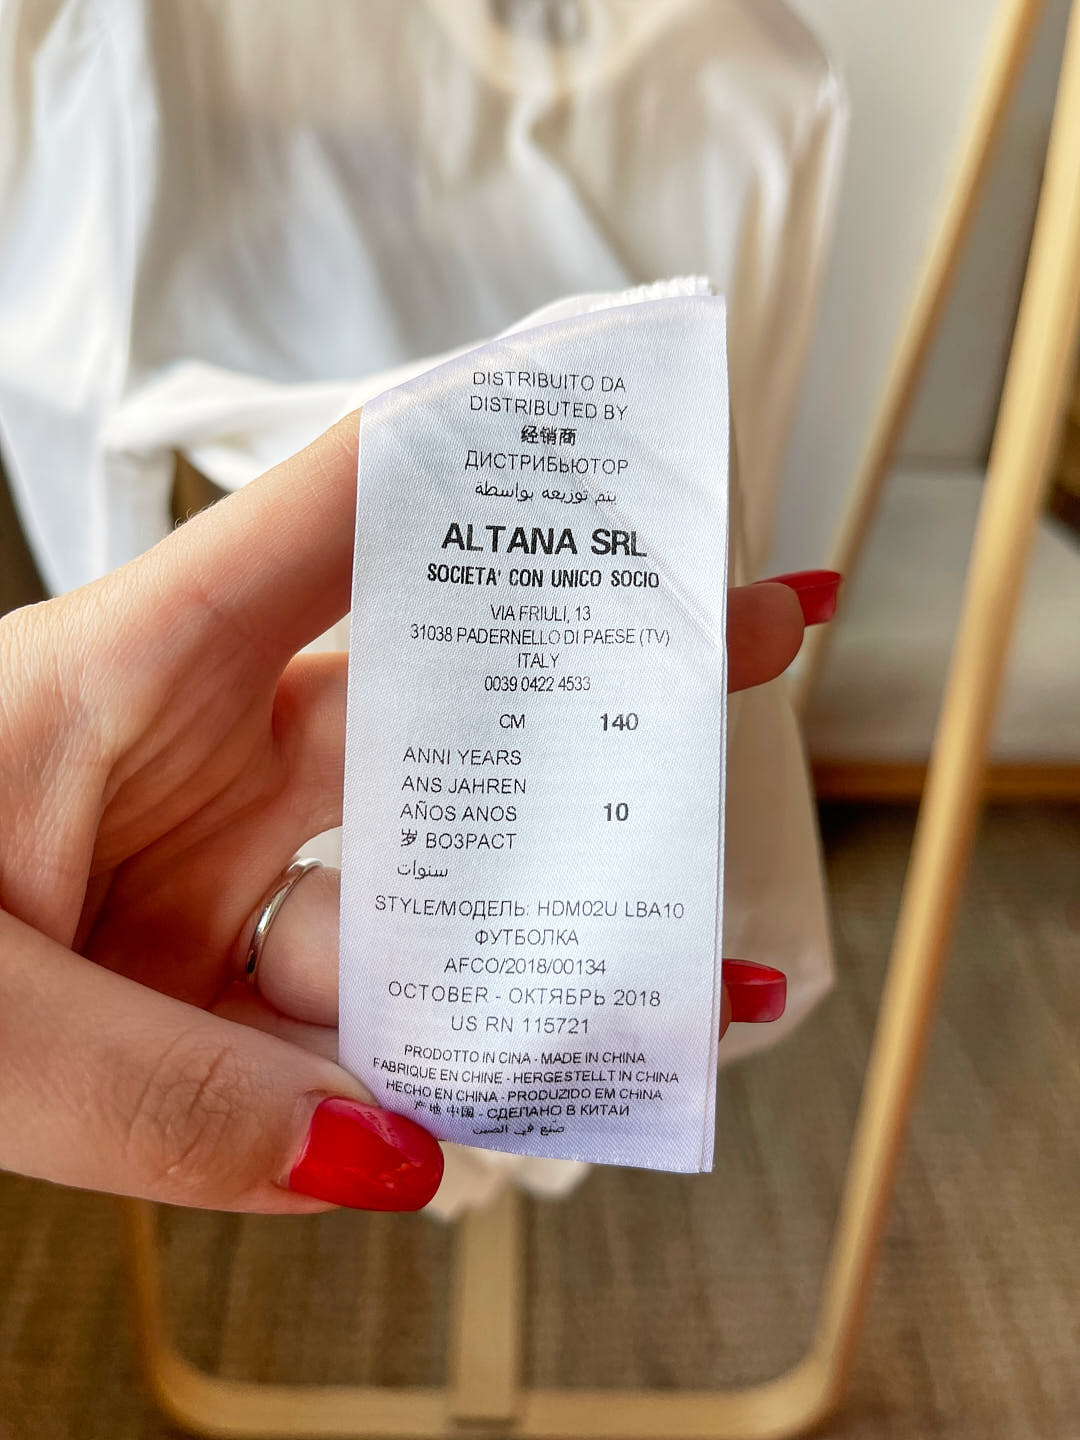 DISTRIBUITO DA
DISTRIBUTED BY
经销商
ДИСТРИБЬЮТОР
يتم توزيعه بواسطة
ALTANA SRL
SOCIETA' CON UNICO SOCIO
VIA FRIULI, 13
31038 PADERNELLO DI PAESE (TV)
ITALY
0039 0422 4533
CM 140
ANNI YEARS
ANS JAHREN
AÑOS ANOS 10
岁 ВОЗРАСТ
سنوات
STYLE/МОДЕЛЬ: HDM02U LBA10
ФУТБОЛКА
AFCO/2018/00134
OCTOBER - ОКТЯБРЬ 2018
US RN 115721
PRODOTTO IN CINA - MADE IN CHINA
FABRIQUE EN CHINE - HERGESTELLT IN CHINA
HECHO EN CHINA - PRODUZIDO EM CHINA
产地 中国 - СДЕЛАНО В КИТАИ
صنع في الصين